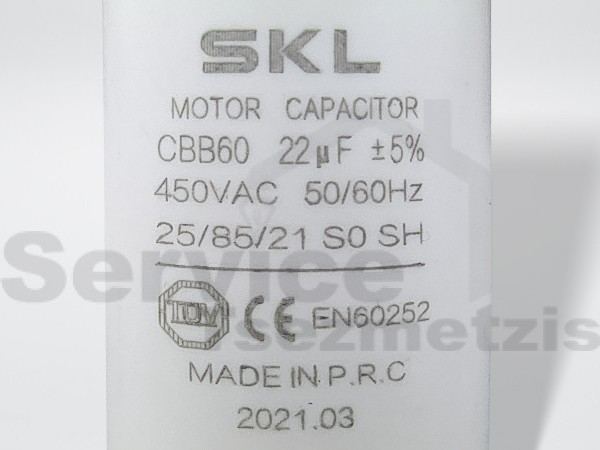 SKL
MOTOR CAPACITOR
CBB60 22μF ±5%
450VAC 50/60Hz
25/85/21 S0 SH
Service
Tsezmetzis
TÜV CE EN60252
MADE IN P.R.C
2021.03